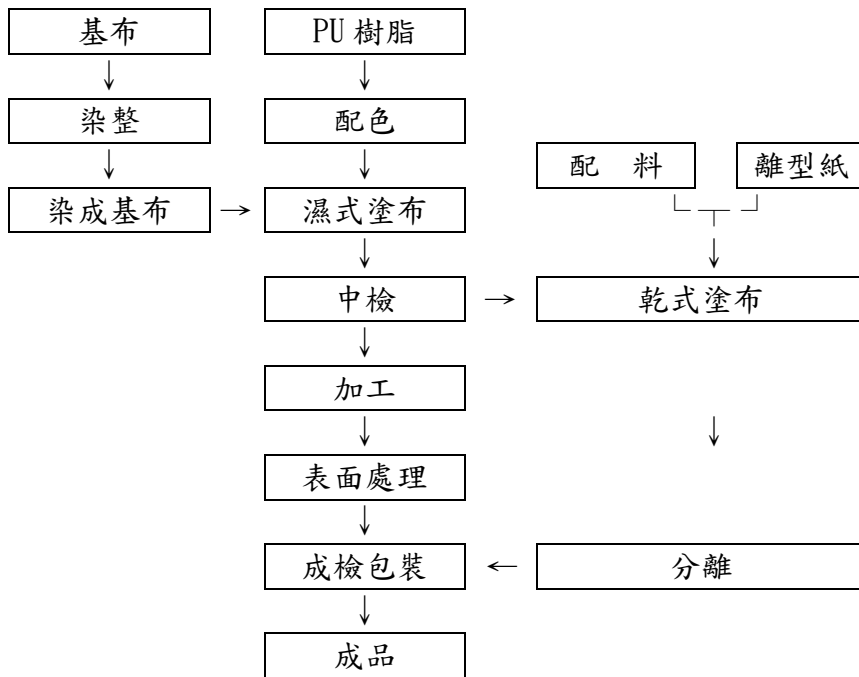 基布
PU樹脂
染整
配色
配 料
離型紙
染成基布
濕式塗布
中檢
乾式塗布
加工
表面處理
成檢包裝
分離
成品